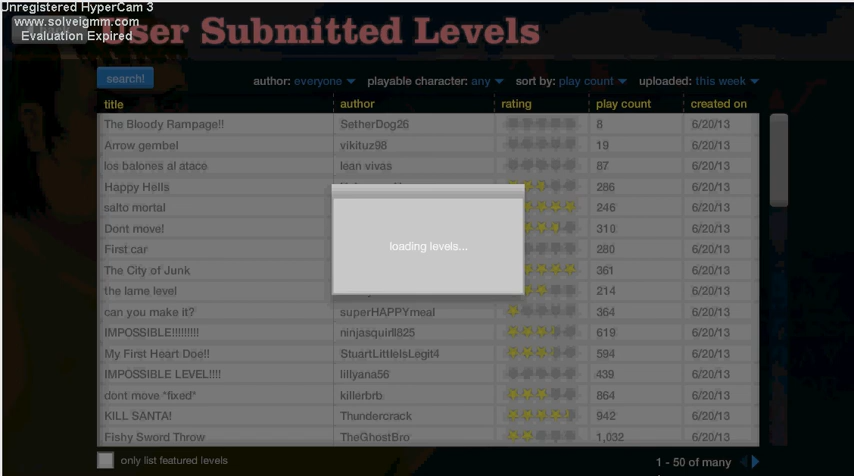 Unregistered HyperCam 3
www.solveigmm.com
Evaluation Expired
User Submitted Levels
search!
author: everyone playable character: any sort by: play count uploaded: this week
title author rating play count created on
The Bloody Rampage!! SetherDog26 8 6/20/13
Arrow gembel vikituz98 19 6/20/13
los balones al atace lean vivas 87 6/20/13
Happy Hells 286 6/20/13
salto mortal 246 6/20/13
Dont move! 310 6/20/13
First car 280 6/20/13
loading levels...
The City of Junk 361 6/20/13
the lame level 214 6/20/13
can you make it? superHAPPYmeal 364 6/20/13
IMPOSSIBLE!!!!!!!!! ninjasquirll825 619 6/20/13
My First Heart Doe!! StuartLittleIsLegit4 594 6/20/13
IMPOSSIBLE LEVEL!!!! lillyana56 439 6/20/13
dont move *fixed* killerbrb 864 6/20/13
KILL SANTA! Thundercrack 942 6/20/13
Fishy Sword Throw TheGhostBro 1,032 6/20/13
only list featured levels
1 - 50 of many